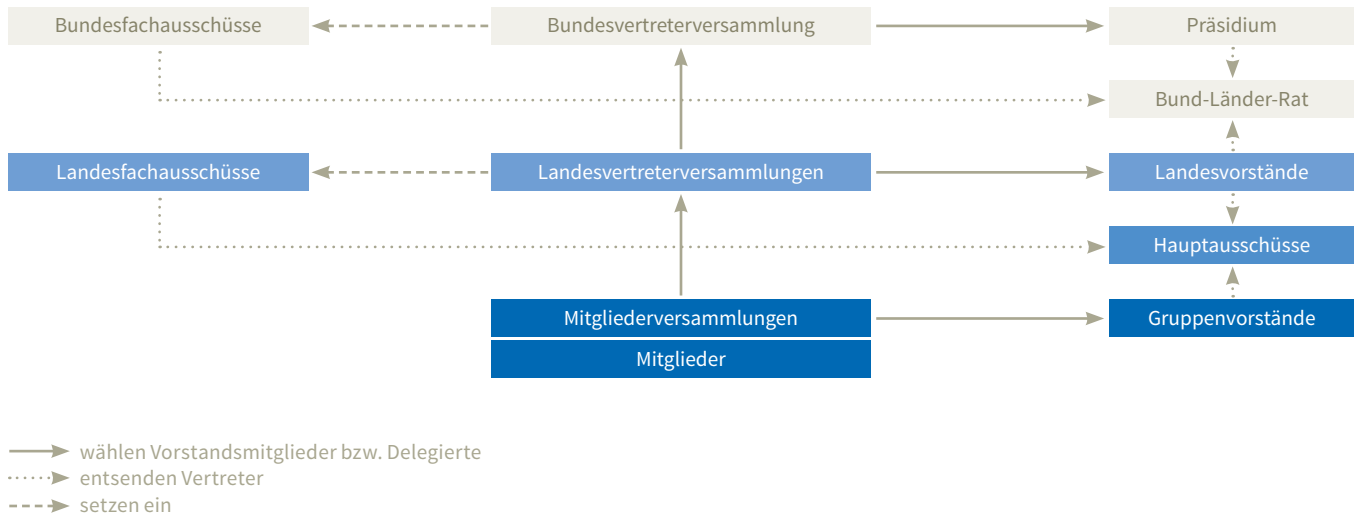 Bundesfachausschüsse
Bundesvertreterversammlung
Präsidium
Bund-Länder-Rat
Landesfachausschüsse
Landesvertreterversammlungen
Landesvorstände
Hauptausschüsse
Mitgliederversammlungen
Gruppenvorstände
Mitglieder
wählen Vorstandsmitglieder bzw. Delegierte
entsenden Vertreter
setzen ein